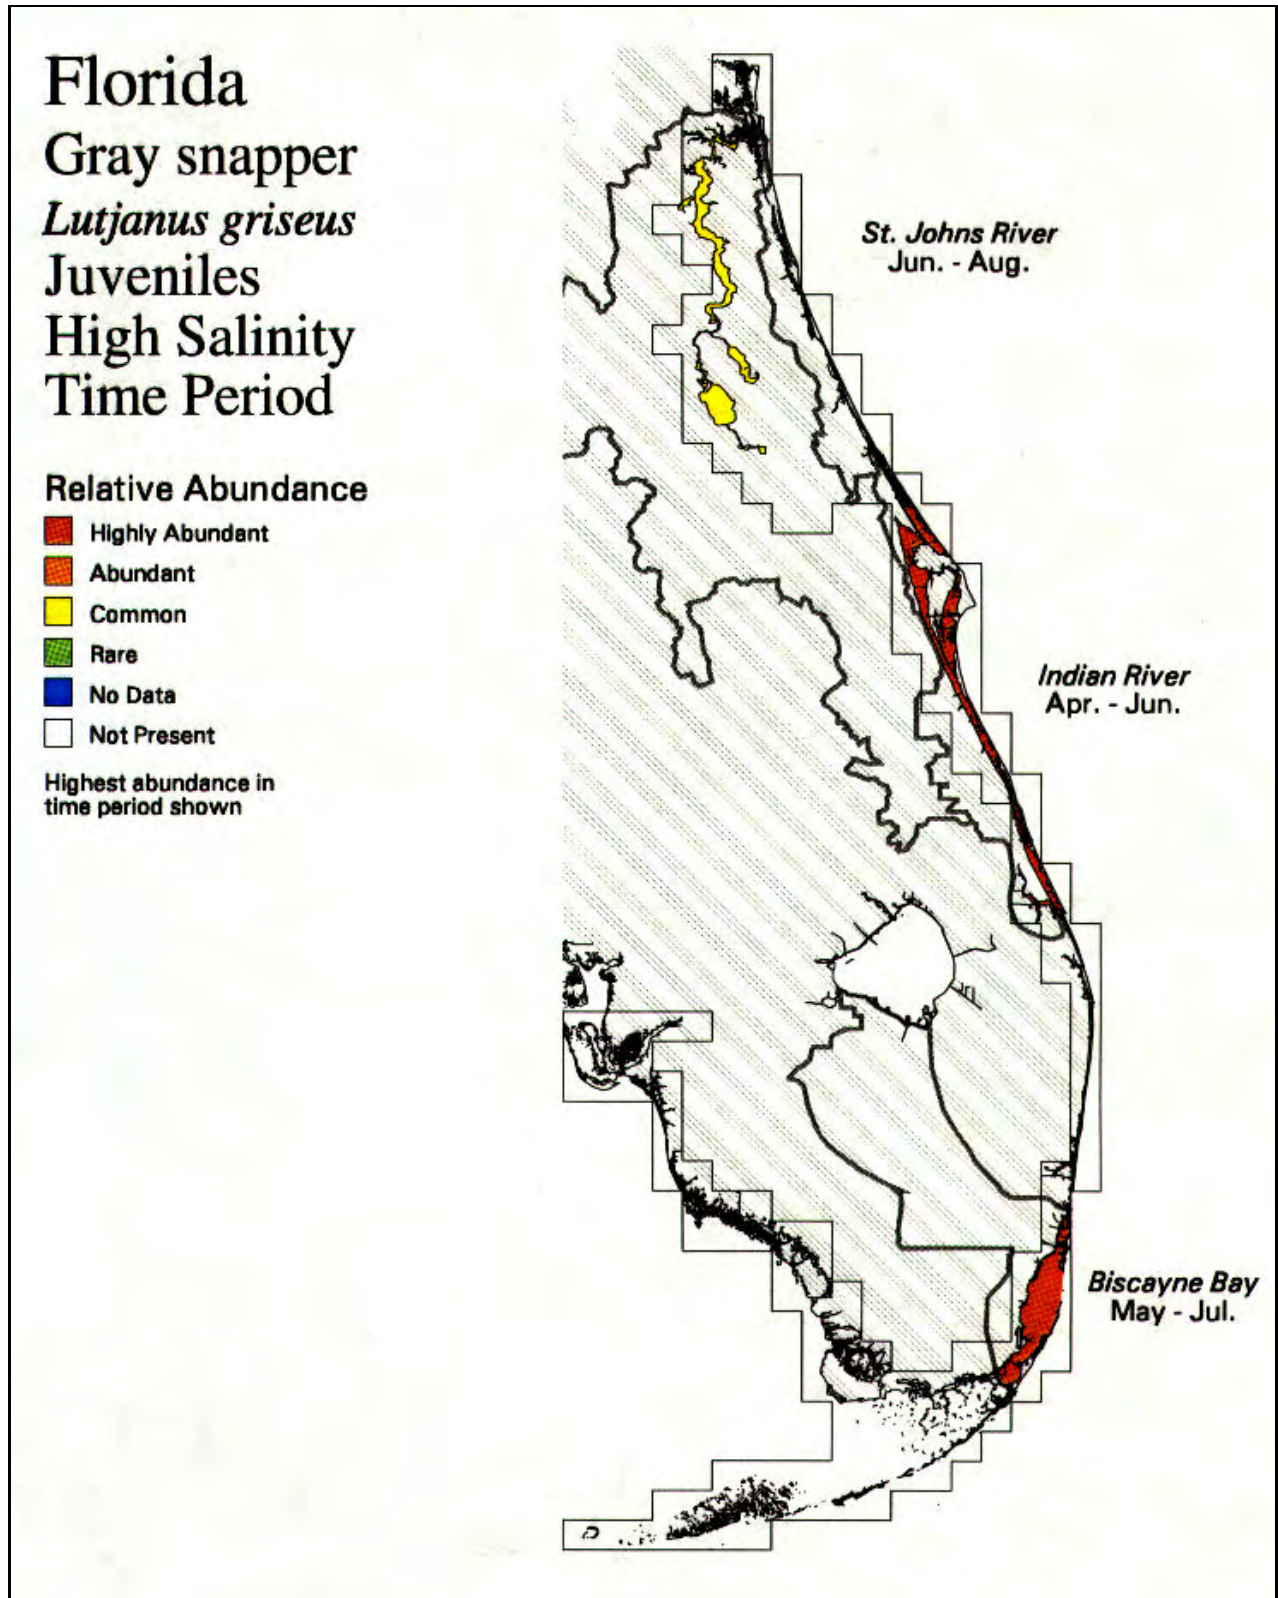 Florida
Gray snapper
Lutjanus griseus
Juveniles
High Salinity
Time Period
Relative Abundance
Highly Abundant
Abundant
Common
Rare
No Data
Not Present
Highest abundance in
time period shown
St. Johns River
Jun. - Aug.
Indian River
Apr. - Jun.
Biscayne Bay
May - Jul.